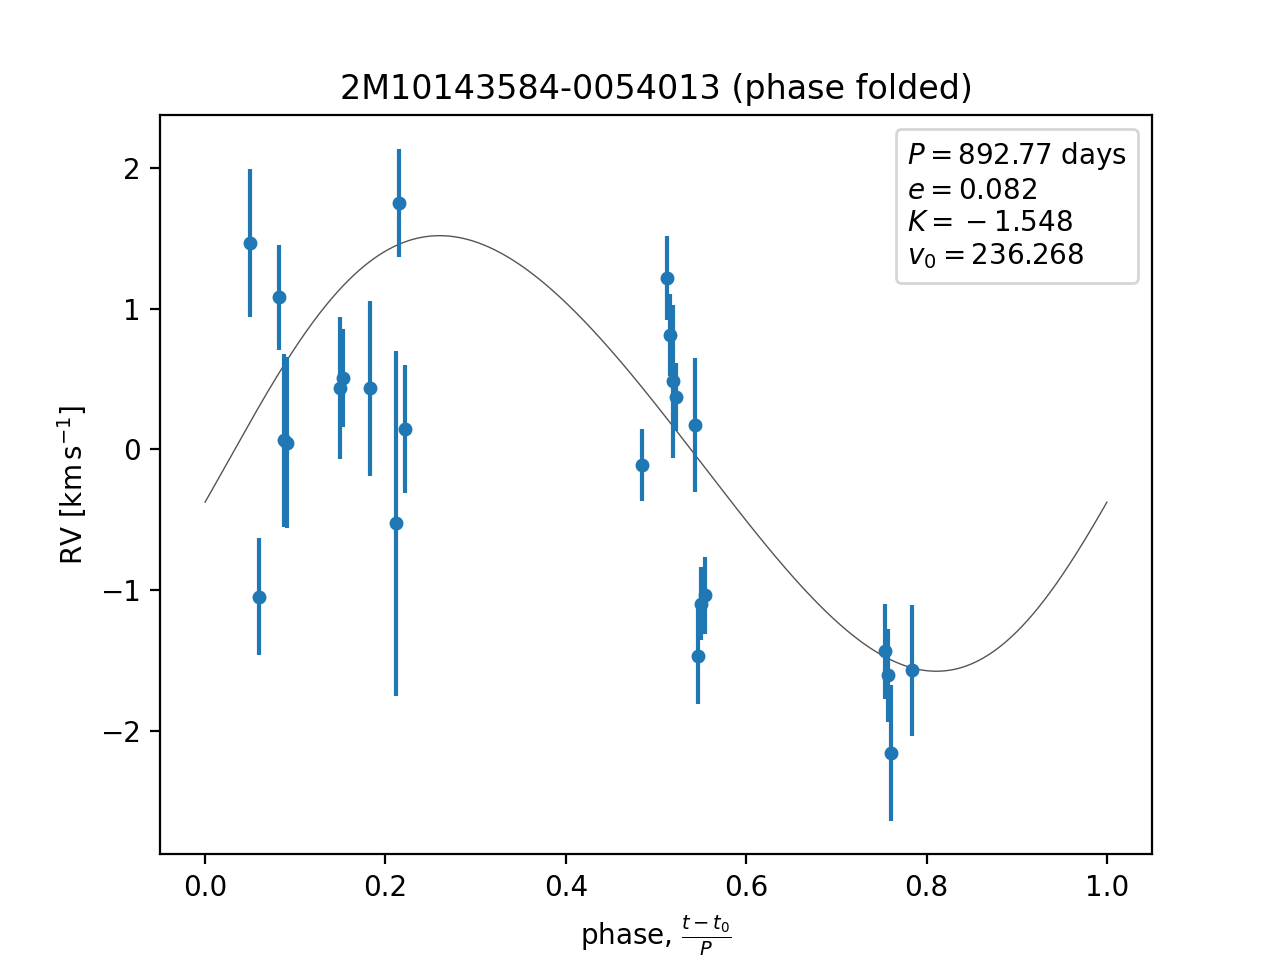 2M10143584-0054013 (phase folded)
P = 892.77 days
e = 0.082
K = −1.548
v₀ = 236.268
RV [km s⁻¹]
2
1
0
−1
−2
0.0 0.2 0.4 0.6 0.8 1.0
phase, (t − t₀)/P